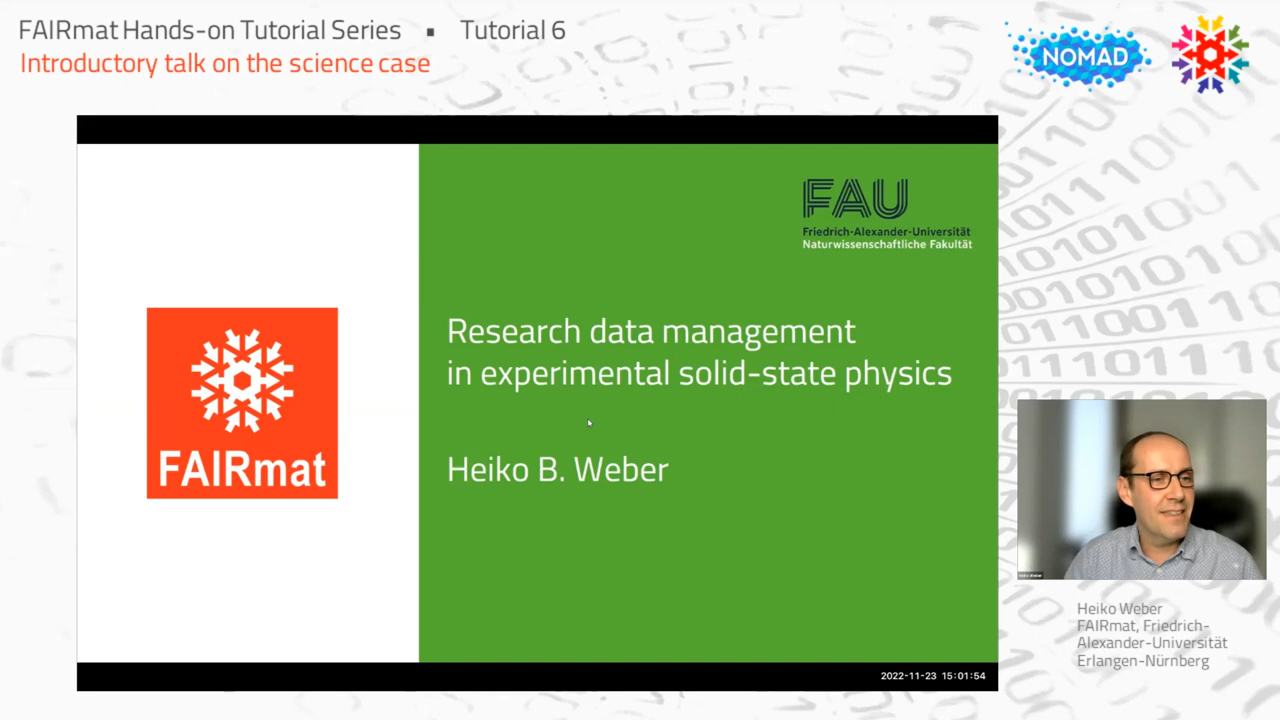 FAIRmat Hands-on Tutorial Series ▪ Tutorial 6
Introductory talk on the science case
NOMAD
FAU
Friedrich-Alexander-Universität
Naturwissenschaftliche Fakultät
Research data management
in experimental solid-state physics
Heiko B. Weber
FAIRmat
Heiko Weber
Heiko Weber
FAIRmat, Friedrich-
Alexander-Universität
Erlangen-Nürnberg
2022-11-23 15:01:54